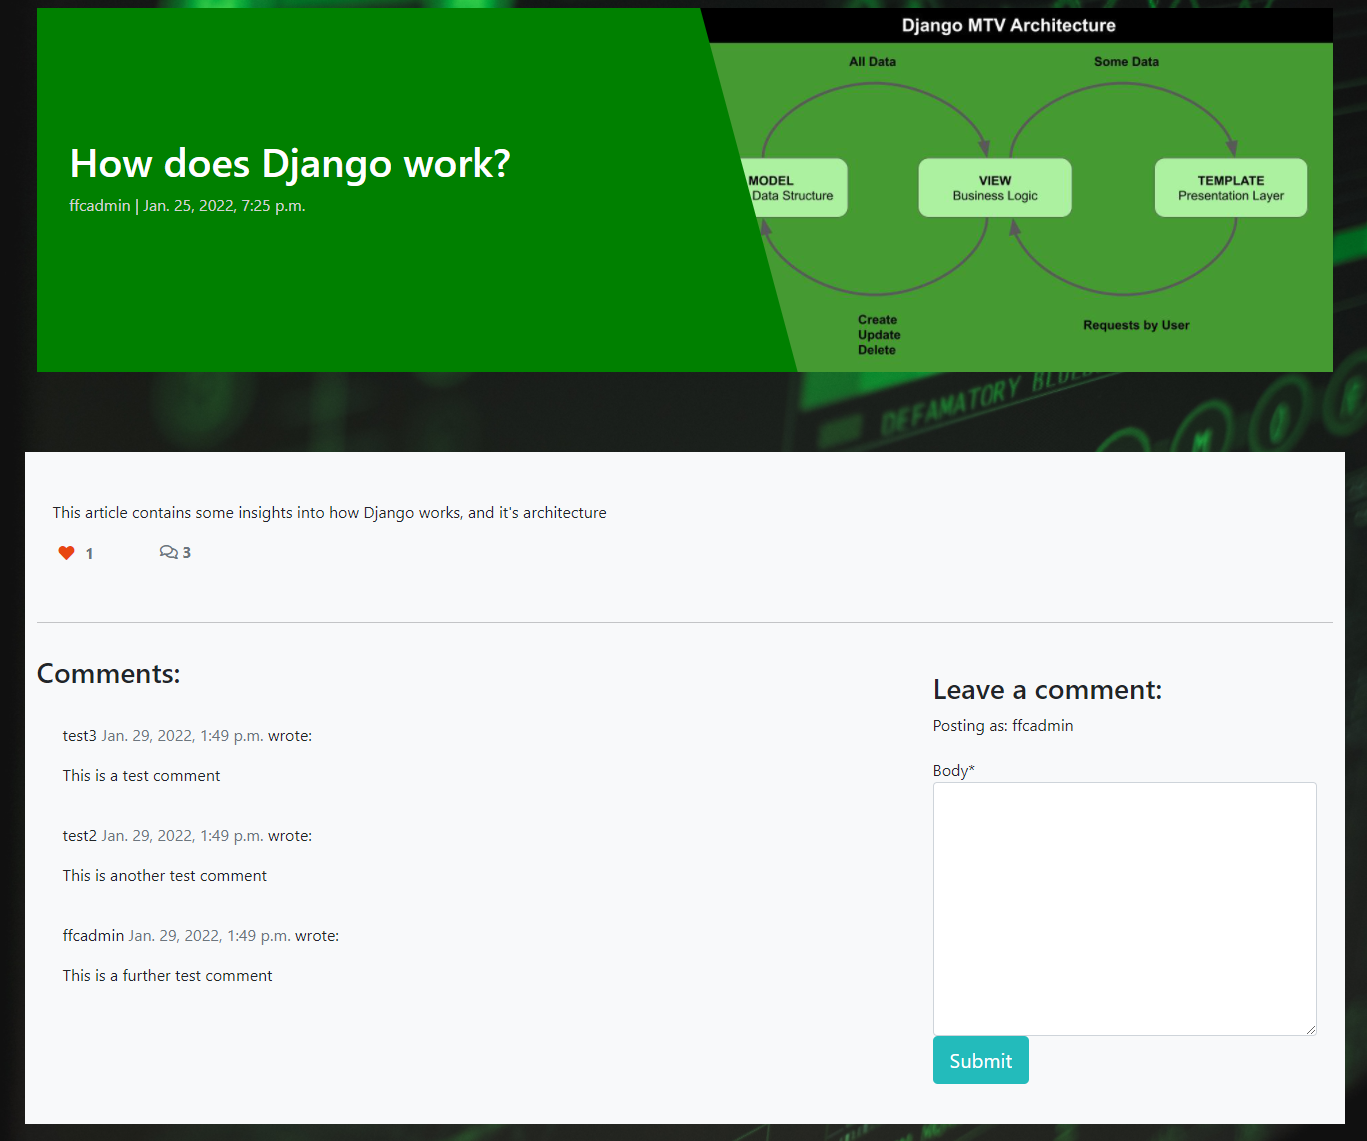 Django MTV Architecture
All Data
Some Data
How does Django work?
ffcadmin | Jan. 25, 2022, 7:25 p.m.
MODEL
Data Structure
VIEW
Business Logic
TEMPLATE
Presentation Layer
Create
Update
Delete
Requests by User
DEFAMATORY
This article contains some insights into how Django works, and it's architecture
1
3
Comments:
test3 Jan. 29, 2022, 1:49 p.m. wrote:
This is a test comment
test2 Jan. 29, 2022, 1:49 p.m. wrote:
This is another test comment
ffcadmin Jan. 29, 2022, 1:49 p.m. wrote:
This is a further test comment
Leave a comment:
Posting as: ffcadmin
Body*
Submit